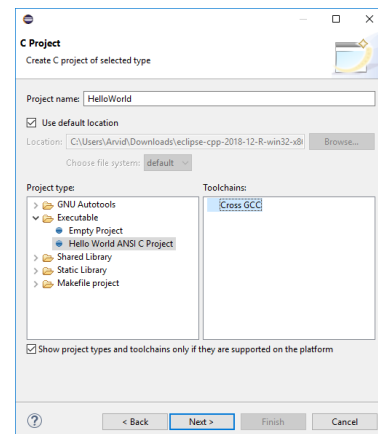 C Project
Create C project of selected type
Project name: HelloWorld
Use default location
Location: C:\Users\Arvid\Downloads\eclipse-cpp-2018-12-R-win32-x8 Browse...
Choose file system: default
Project type: Toolchains:
GNU Autotools Cross GCC
Executable
Empty Project
Hello World ANSI C Project
Shared Library
Static Library
Makefile project
Show project types and toolchains only if they are supported on the platform
? < Back Next > Finish Cancel